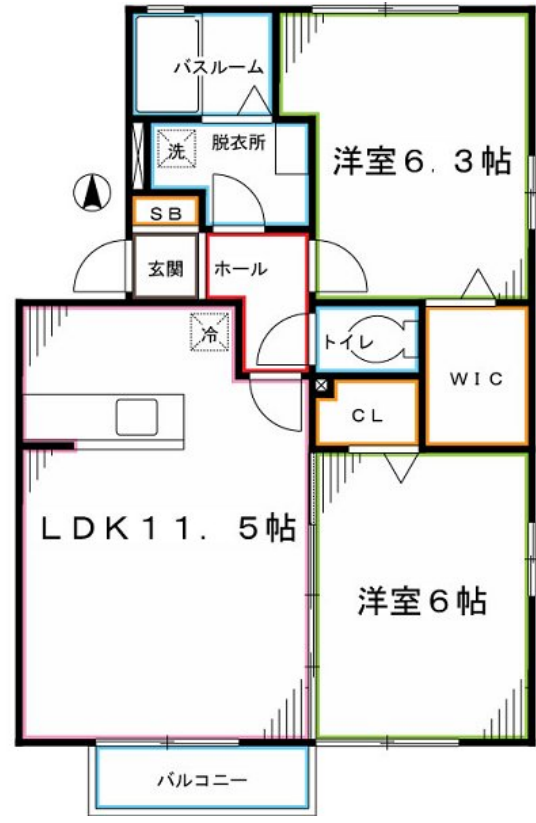 バスルーム
洗
脱衣所
洋室6.3帖
SB
玄関
ホール
冷
トイレ
WIC
CL
LDK11.5帖
洋室6帖
バルコニー